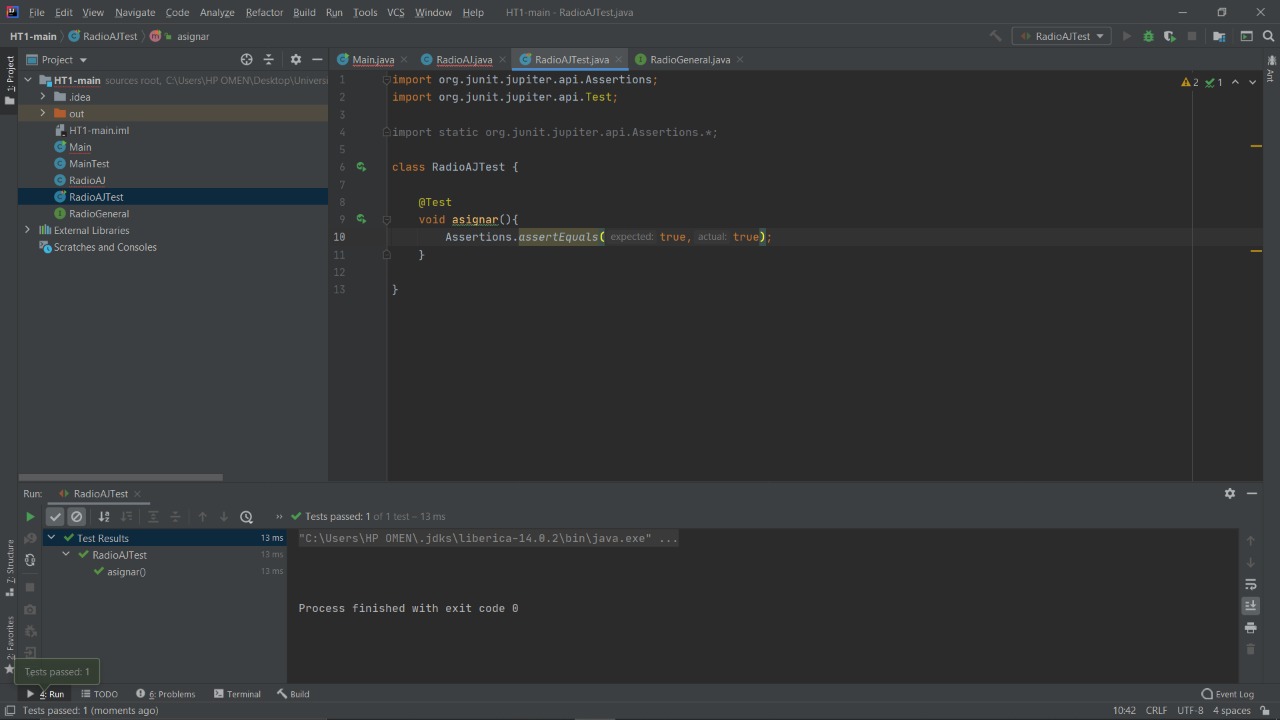 File Edit View Navigate Code Analyze Refactor Build Run Tools VCS Window Help HT1-main - RadioAJTest.java
HT1-main RadioAJTest asignar RadioAJTest
1: Project
Project
Main.java RadioAJ.java RadioAJTest.java RadioGeneral.java
Ant
HT1-main sources root, C:\Users\HP OMEN\Desktop\Univers
.idea
out
HT1-main.iml
Main
MainTest
RadioAJ
RadioAJTest
RadioGeneral
External Libraries
Scratches and Consoles
2 1
1 import org.junit.jupiter.api.Assertions;
2 import org.junit.jupiter.api.Test;
3
4 import static org.junit.jupiter.api.Assertions.*;
5
6 class RadioAJTest {
7
8 @Test
9 void asignar(){
10 Assertions.assertEquals( expected: true, actual: true);
11 }
12
13 }
Run: RadioAJTest
Tests passed: 1 of 1 test – 13 ms
Test Results 13 ms
RadioAJTest 13 ms
asignar() 13 ms
"C:\Users\HP OMEN\.jdks\liberica-14.0.2\bin\java.exe" ...
Process finished with exit code 0
7: Structure
2: Favorites
Tests passed: 1
4: Run TODO 6: Problems Terminal Build Event Log
Tests passed: 1 (moments ago) 10:42 CRLF UTF-8 4 spaces